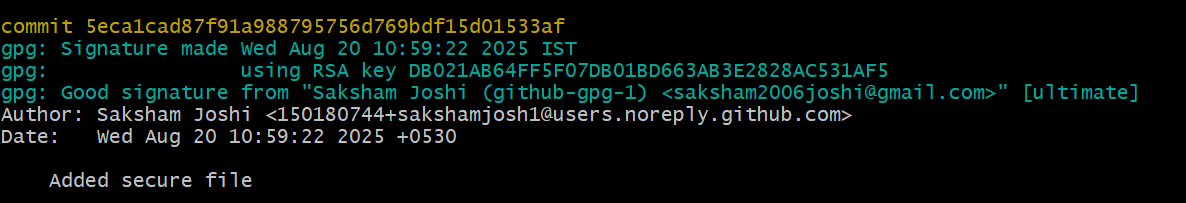 commit 5eca1cad87f91a988795756d769bdf15d01533af
gpg: Signature made Wed Aug 20 10:59:22 2025 IST
gpg:                using RSA key DB021AB64FF5F07DB01BD663AB3E2828AC531AF5
gpg: Good signature from "Saksham Joshi (github-gpg-1) <saksham2006joshi@gmail.com>" [ultimate]
Author: Saksham Joshi <150180744+sakshamjosh1@users.noreply.github.com>
Date:   Wed Aug 20 10:59:22 2025 +0530
    Added secure file